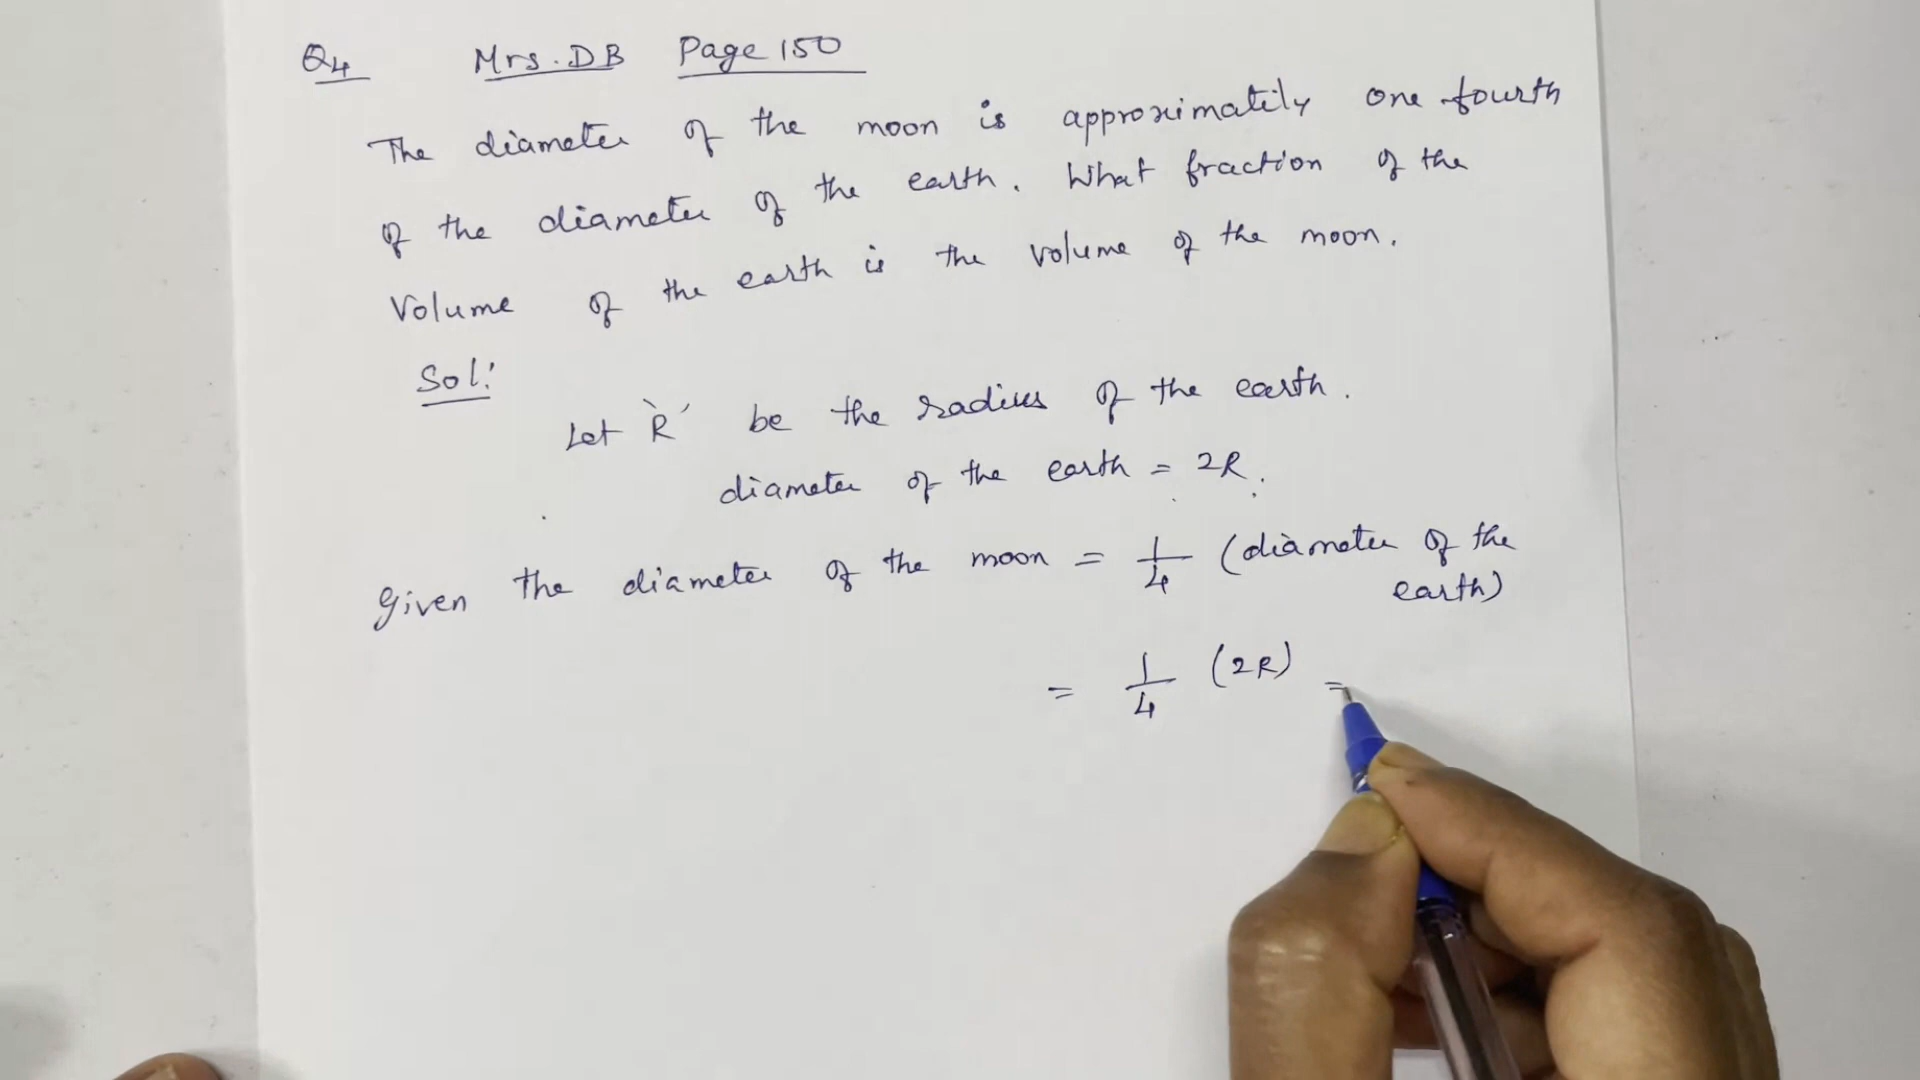 Q4 Mrs. DB Page 150
The diameter of the moon is approximately one fourth
of the diameter of the earth. What fraction of the
Volume of the earth is the volume of the moon.
Sol:
Let 'R' be the radius of the earth.
diameter of the earth = 2R.
Given the diameter of the moon = 1/4 (diameter of the
earth)
= 1/4 (2R) =